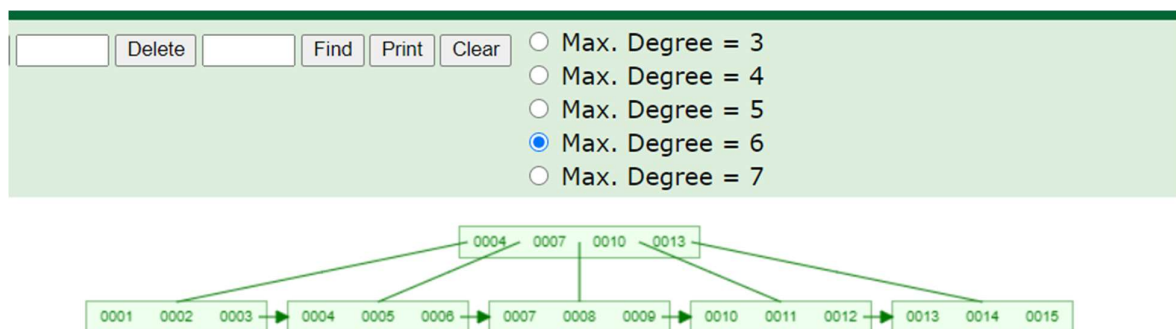 Delete Find Print Clear
Max. Degree = 3
Max. Degree = 4
Max. Degree = 5
Max. Degree = 6
Max. Degree = 7
0004 0007 0010 0013
0001 0002 0003 0004 0005 0006 0007 0008 0009 0010 0011 0012 0013 0014 0015